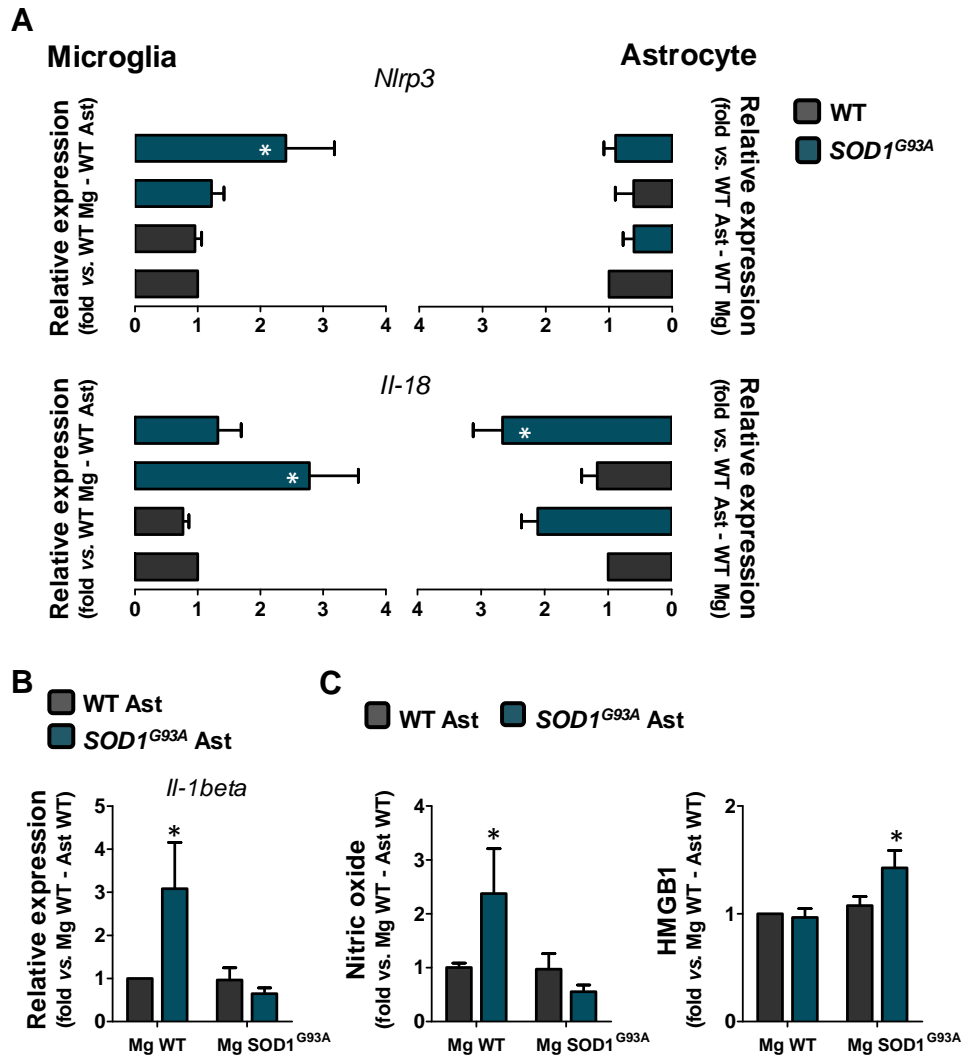 A
Microglia
Astrocyte
Nlrp3
Relative expression
(fold vs. WT Mg - WT Ast)
Relative expression
(fold vs. WT Ast - WT Mg)
WT
SOD1G93A
*
0 1 2 3 4
4 3 2 1 0
Il-18
Relative expression
(fold vs. WT Mg - WT Ast)
Relative expression
(fold vs. WT Ast - WT Mg)
*
*
0 1 2 3 4
4 3 2 1 0
B
WT Ast
SOD1G93A Ast
Il-1beta
Relative expression
(fold vs. Mg WT - Ast WT)
5
4
3
2
1
0
*
Mg WT
Mg SOD1G93A
C
WT Ast
SOD1G93A Ast
Nitric oxide
(fold vs. Mg WT - Ast WT)
4
3
2
1
0
*
Mg WT
Mg SOD1G93A
HMGB1
(fold vs. Mg WT - Ast WT)
2
1
0
*
Mg WT
Mg SOD1G93A